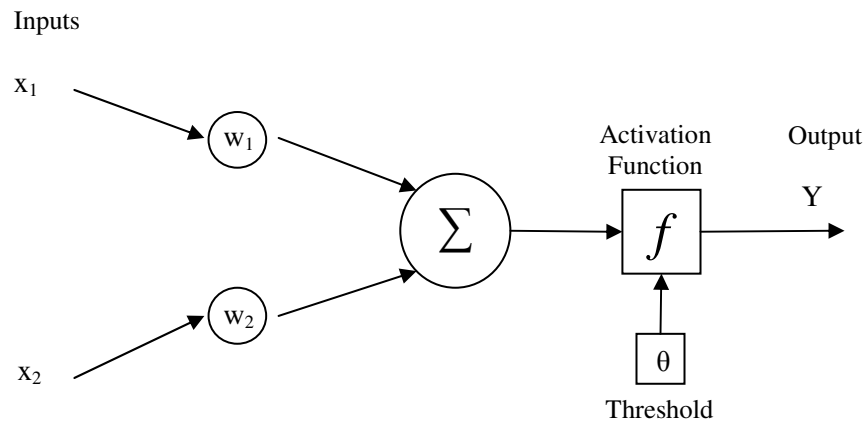 Inputs
x₁
w₁
Activation
Function
Output
Y
Σ
f
w₂
x₂
θ
Threshold